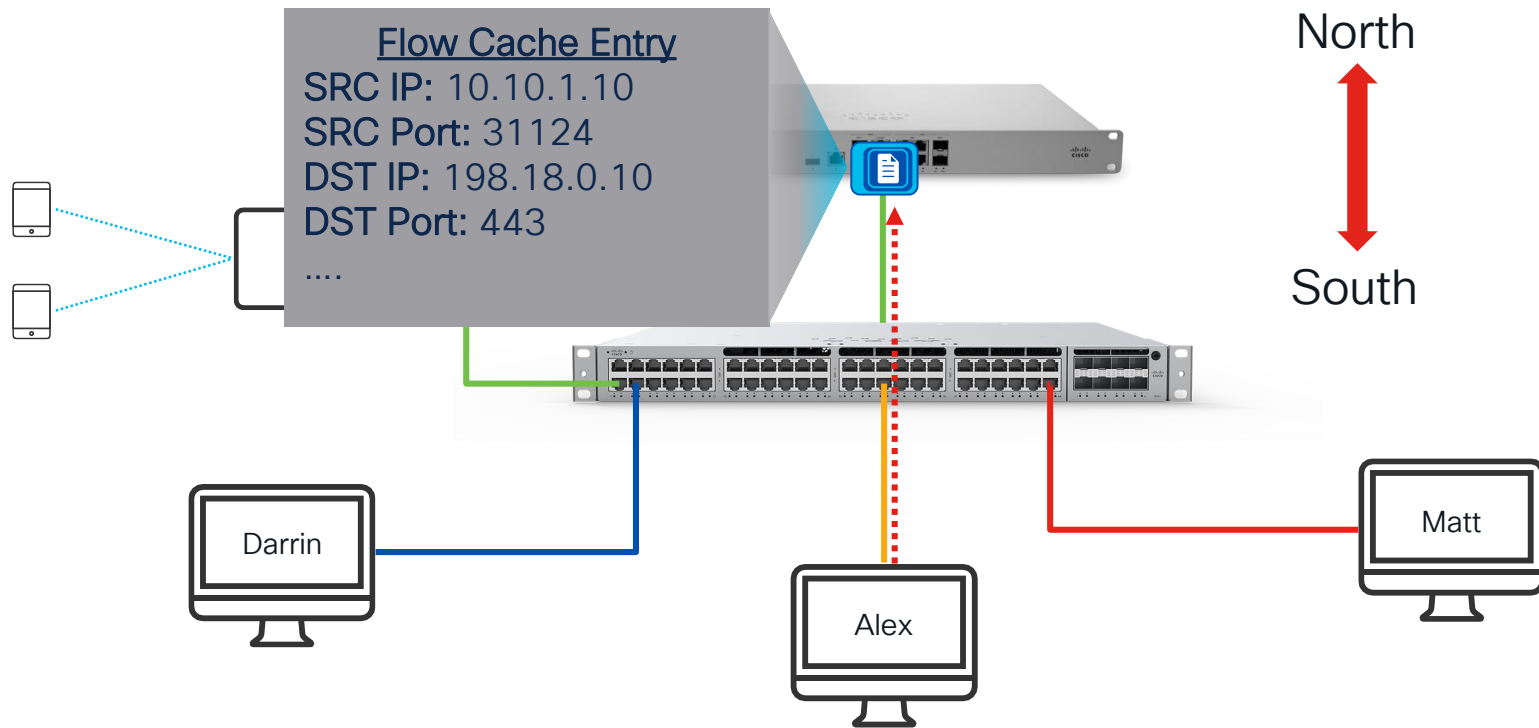 Flow Cache Entry
SRC IP: 10.10.1.10
SRC Port: 31124
DST IP: 198.18.0.10
DST Port: 443
....
North
South
CISCO
Darrin
Alex
Matt